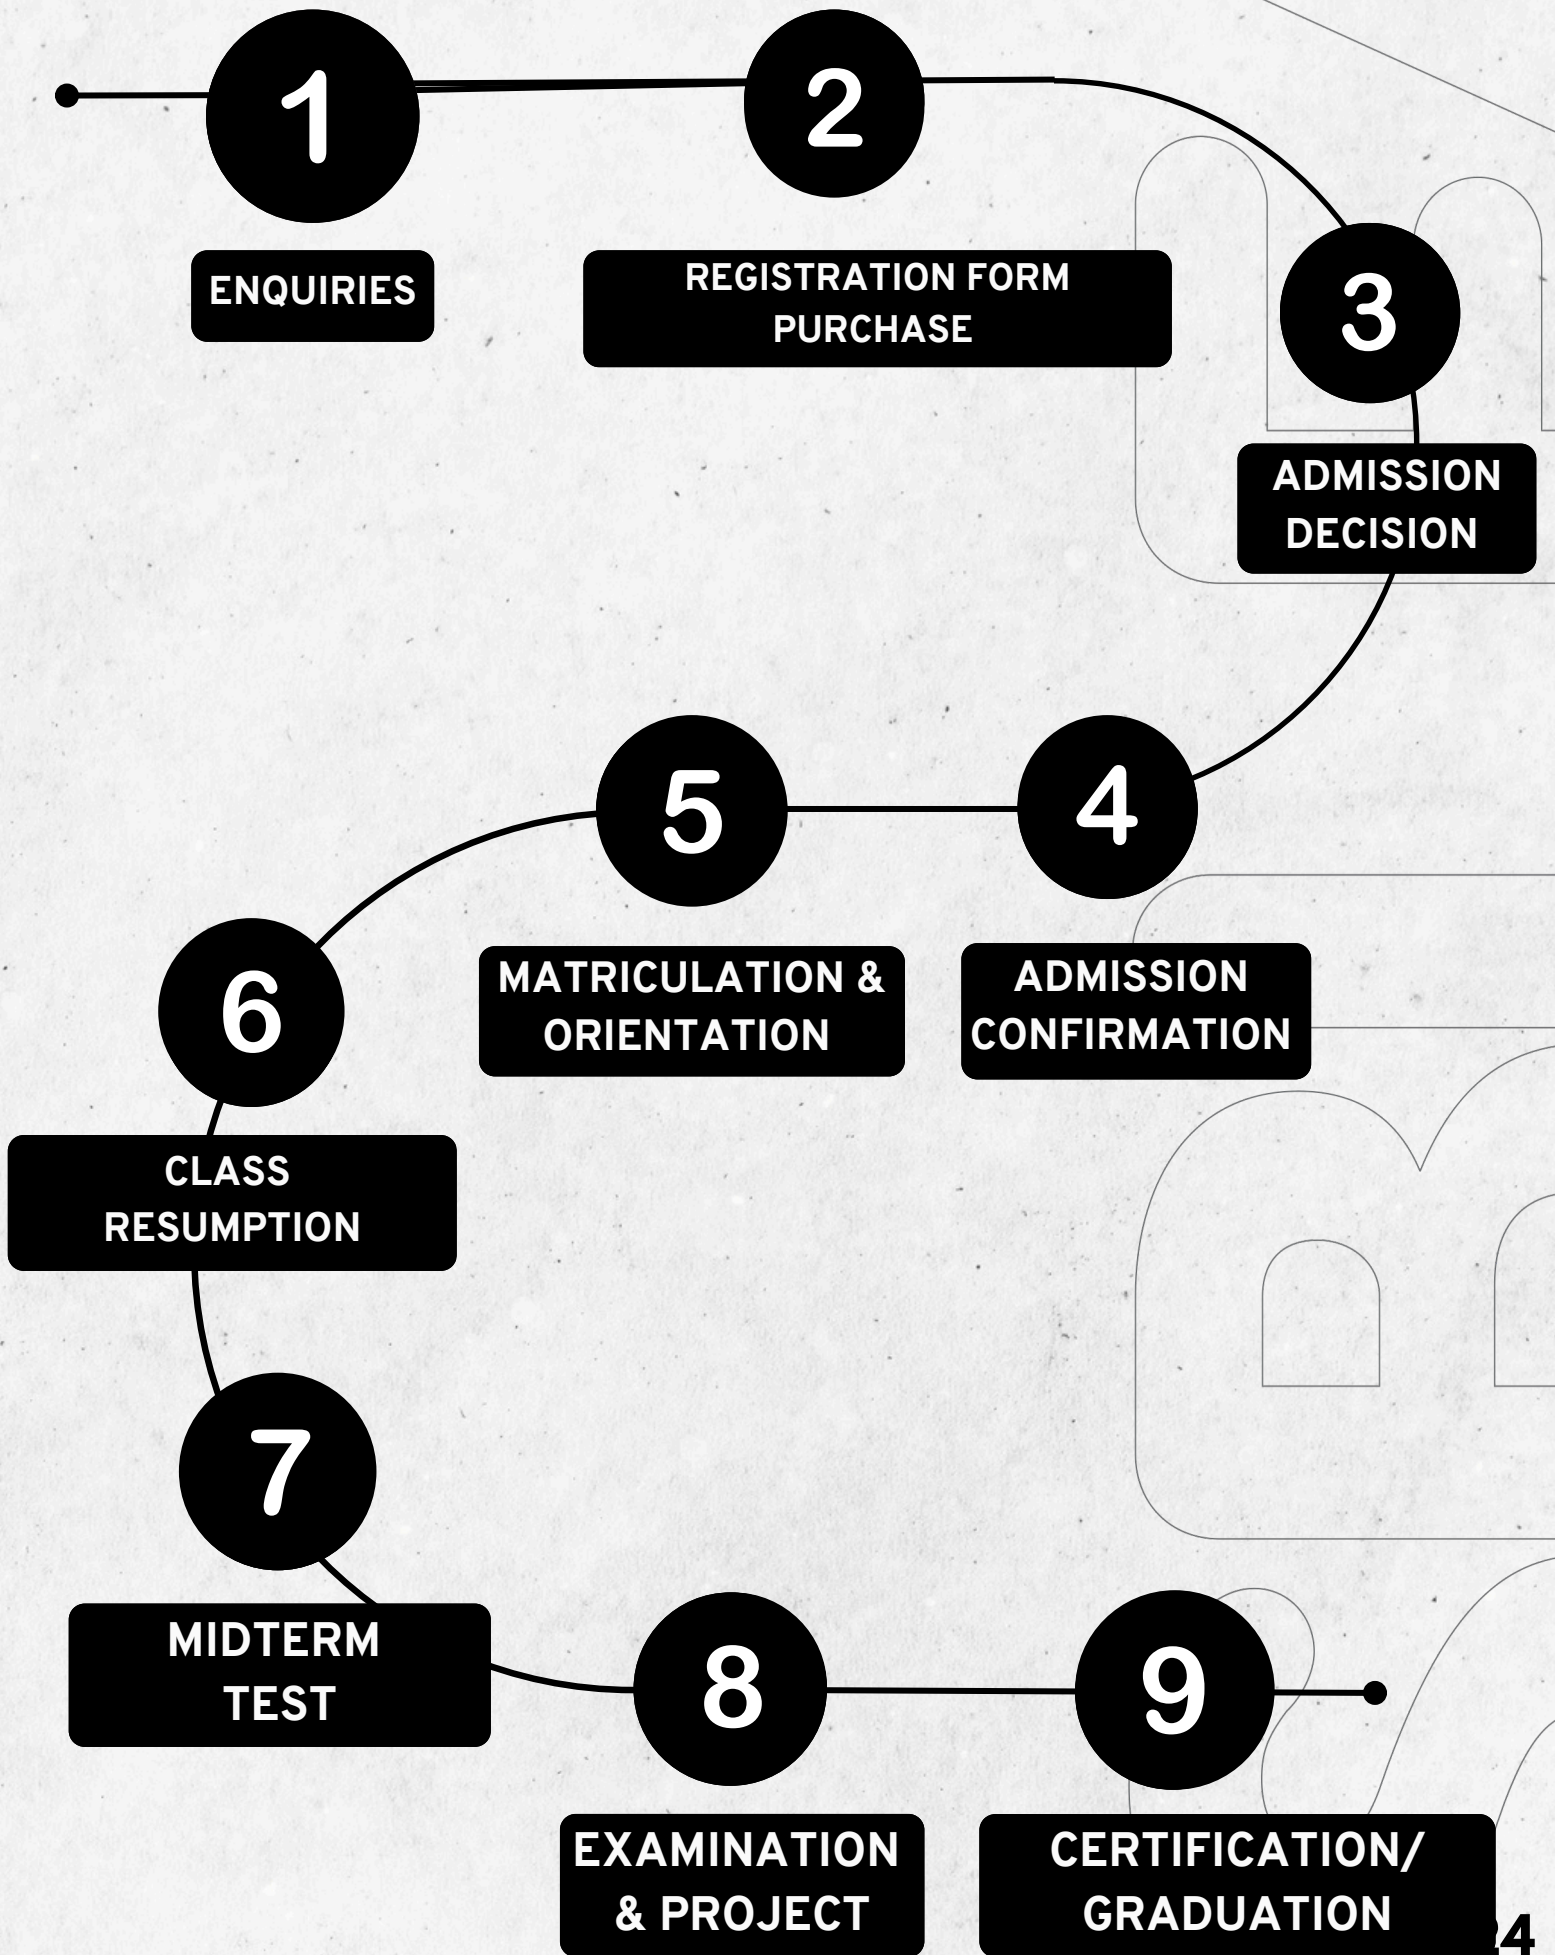 1
2
ENQUIRIES
REGISTRATION FORM
PURCHASE
3
ADMISSION
DECISION
4
ADMISSION
CONFIRMATION
5
MATRICULATION &
ORIENTATION
6
CLASS
RESUMPTION
7
MIDTERM
TEST
8
EXAMINATION
& PROJECT
9
CERTIFICATION/
GRADUATION